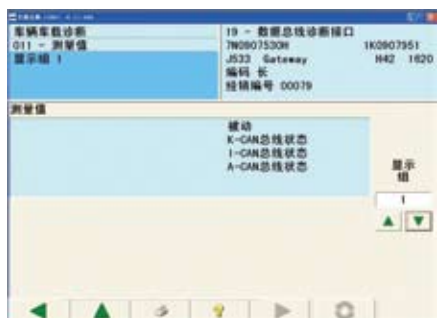 车辆车载诊断
011 - 测量值
显示组 1
19 - 数据总线诊断接口
7N0907530H 1K0907951
J533 Gateway H42 1620
编码 长
经销编号 00079
测量值
被动
K-CAN总线状态
I-CAN总线状态
A-CAN总线状态
显示
组
1